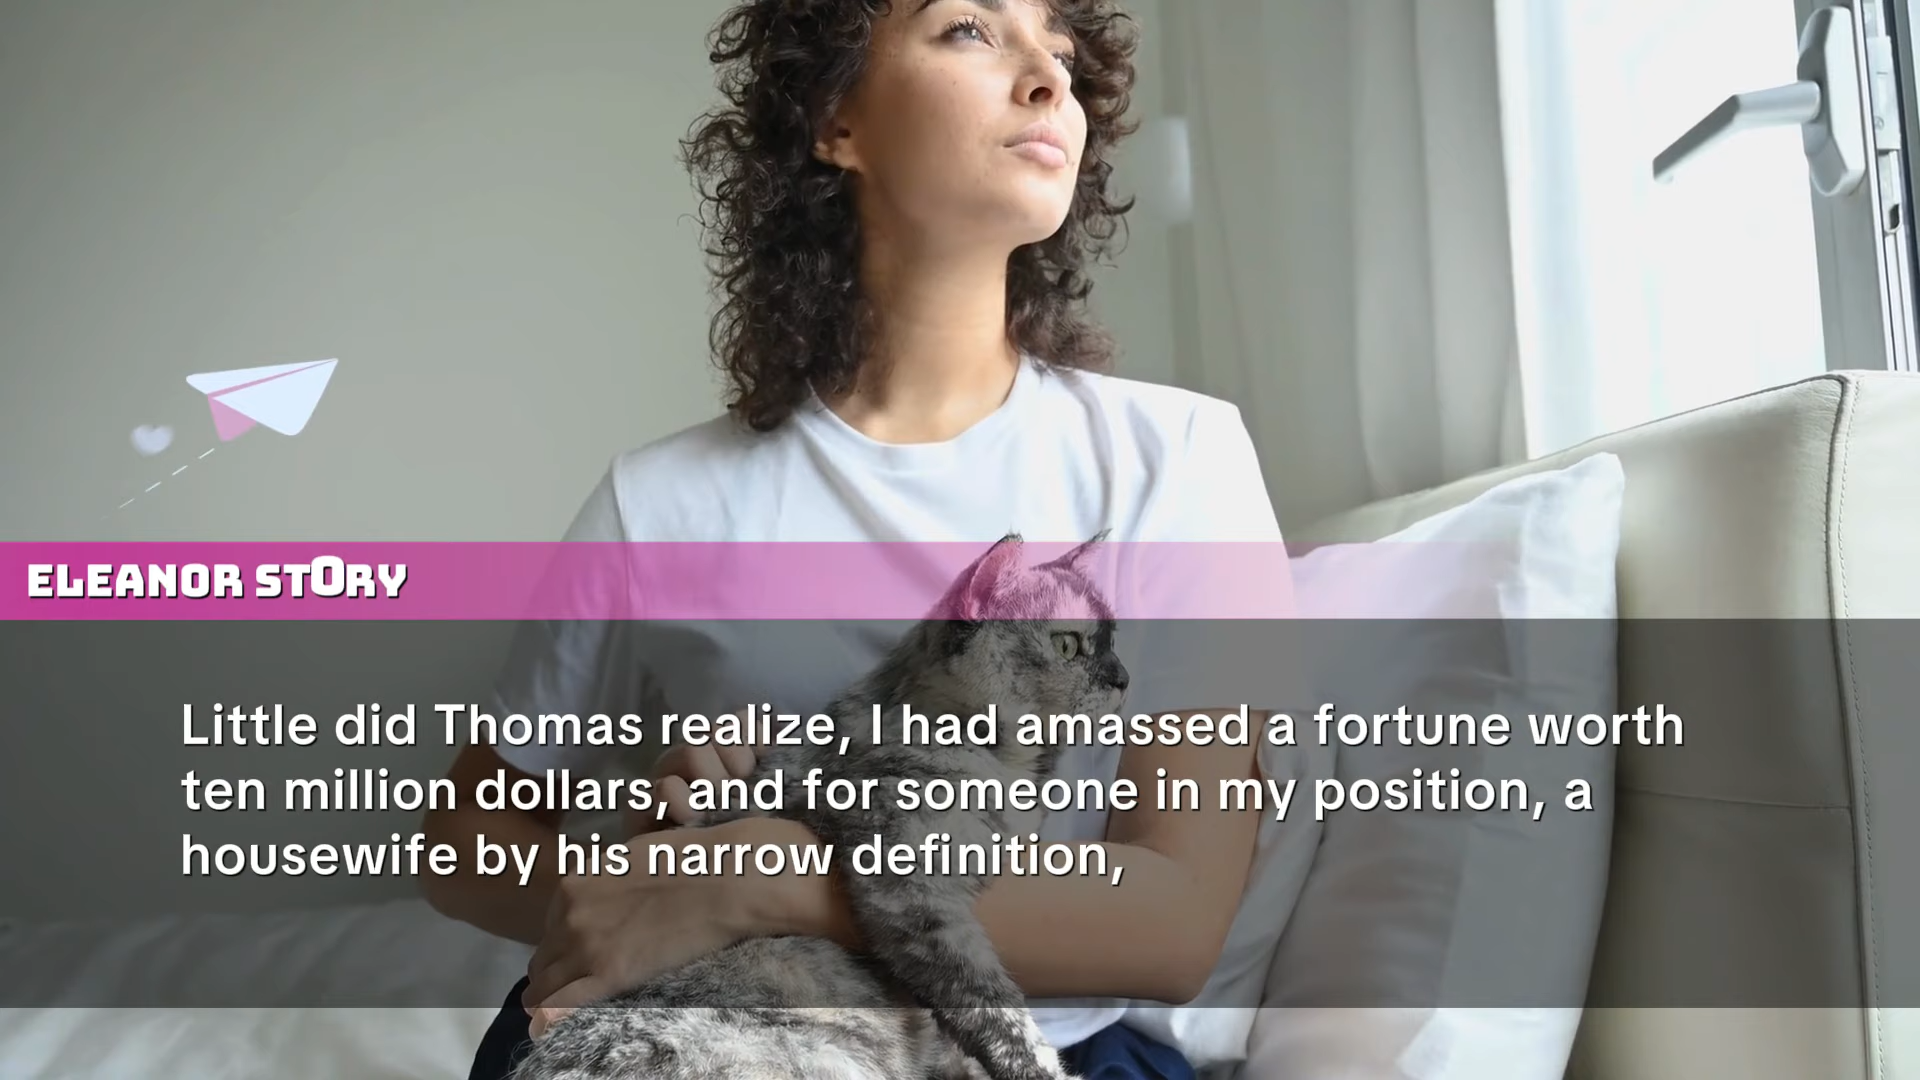 ELEANOR STORY
Little did Thomas realize, I had amassed a fortune worth
ten million dollars, and for someone in my position, a
housewife by his narrow definition,